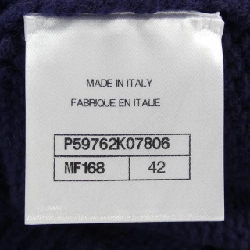 MADE IN ITALY
FABRIQUE EN ITALIE
P59762K07806
MF168 42